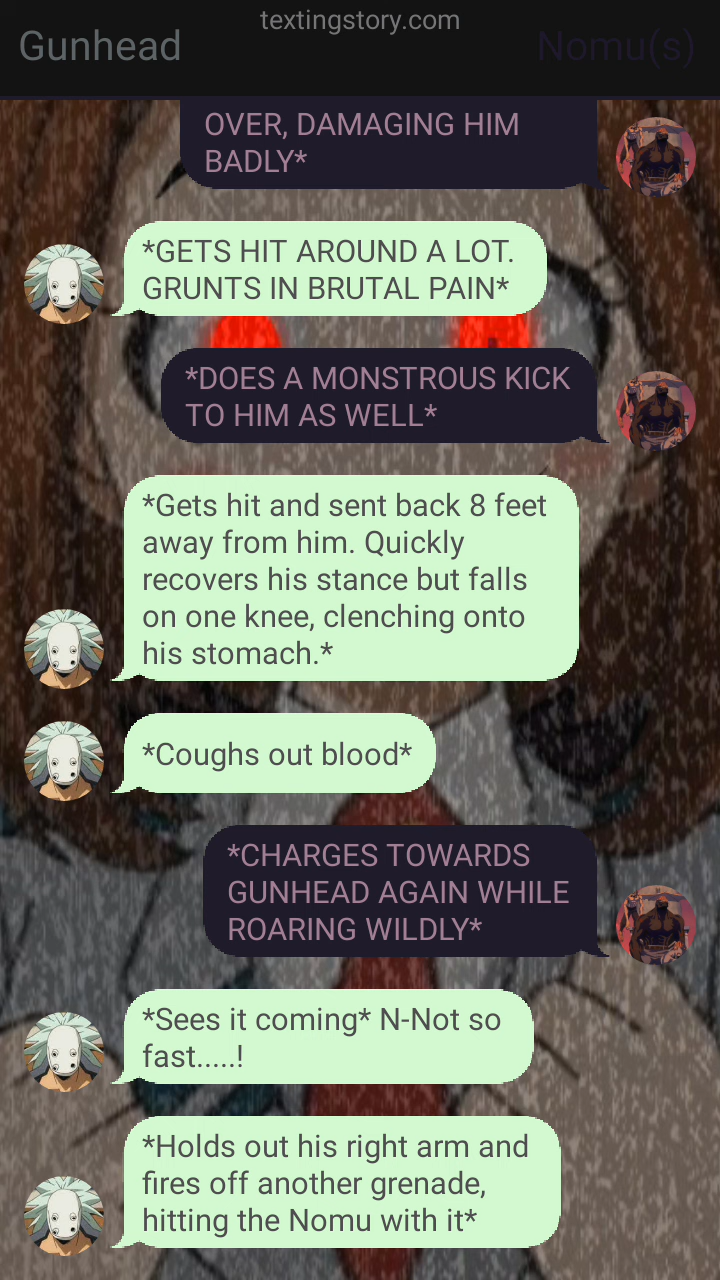 textingstory.com
Gunhead
Nomu(s)
OVER, DAMAGING HIM
BADLY*
*GETS HIT AROUND A LOT.
GRUNTS IN BRUTAL PAIN*
*DOES A MONSTROUS KICK
TO HIM AS WELL*
*Gets hit and sent back 8 feet
away from him. Quickly
recovers his stance but falls
on one knee, clenching onto
his stomach.*
*Coughs out blood*
*CHARGES TOWARDS
GUNHEAD AGAIN WHILE
ROARING WILDLY*
*Sees it coming* N-Not so
fast.....!
*Holds out his right arm and
fires off another grenade,
hitting the Nomu with it*